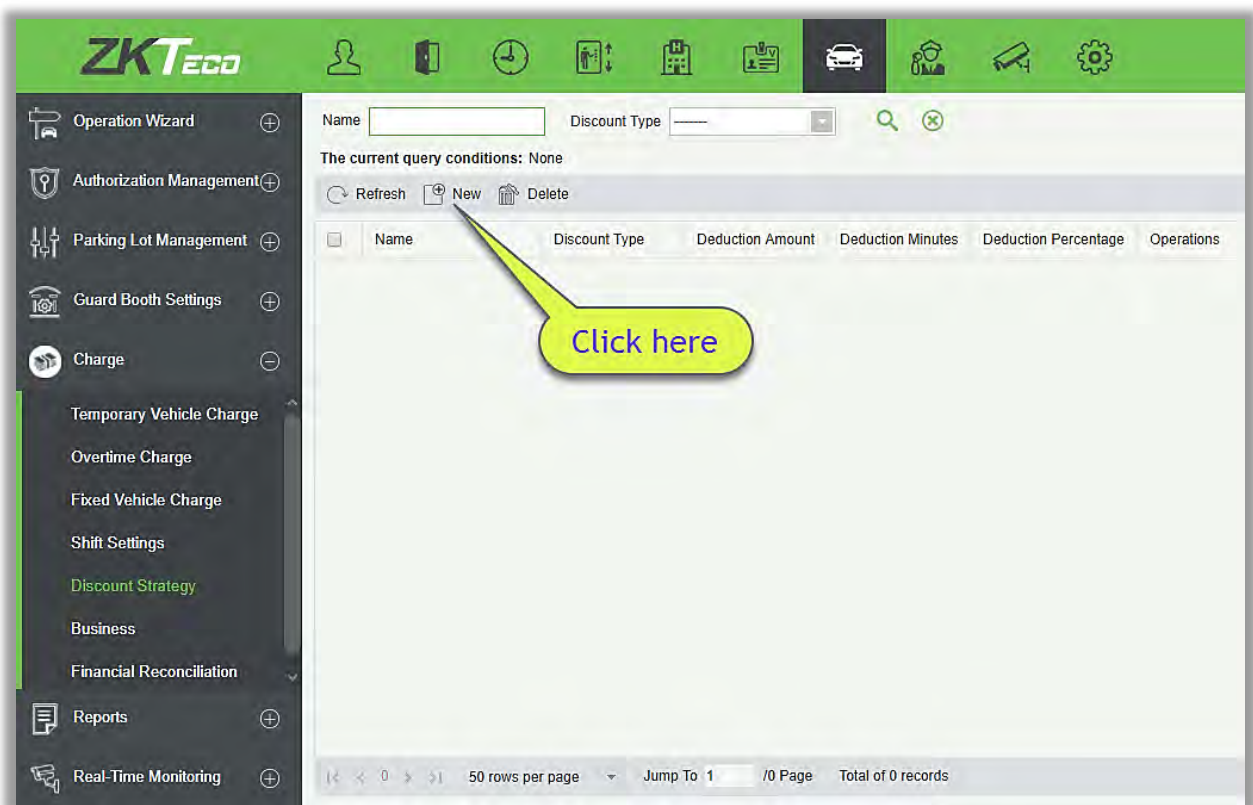 ZKTeco
Name
Discount Type -------
The current query conditions: None
Refresh New Delete
Name Discount Type Deduction Amount Deduction Minutes Deduction Percentage Operations
Click here
Operation Wizard
Authorization Management
Parking Lot Management
Guard Booth Settings
Charge
Temporary Vehicle Charge
Overtime Charge
Fixed Vehicle Charge
Shift Settings
Discount Strategy
Business
Financial Reconciliation
Reports
Real-Time Monitoring
0 50 rows per page Jump To 1 /0 Page Total of 0 records